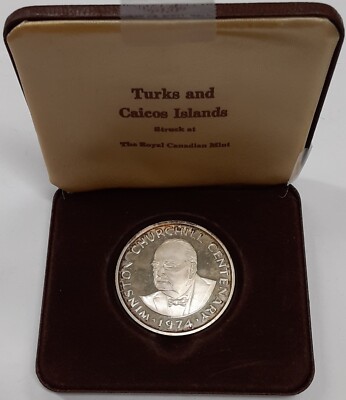 Turks and
Caicos Islands
Struck at
The Royal Canadian Mint
WINSTON CHURCHILL CENTENARY
· 1974 ·